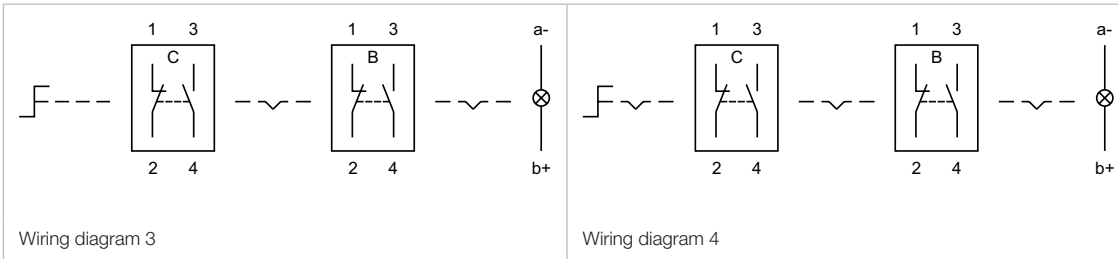 1 3 1 3 a- 1 3 1 3 a-
C B C B
2 4 2 4 b+ 2 4 2 4 b+
Wiring diagram 3 Wiring diagram 4